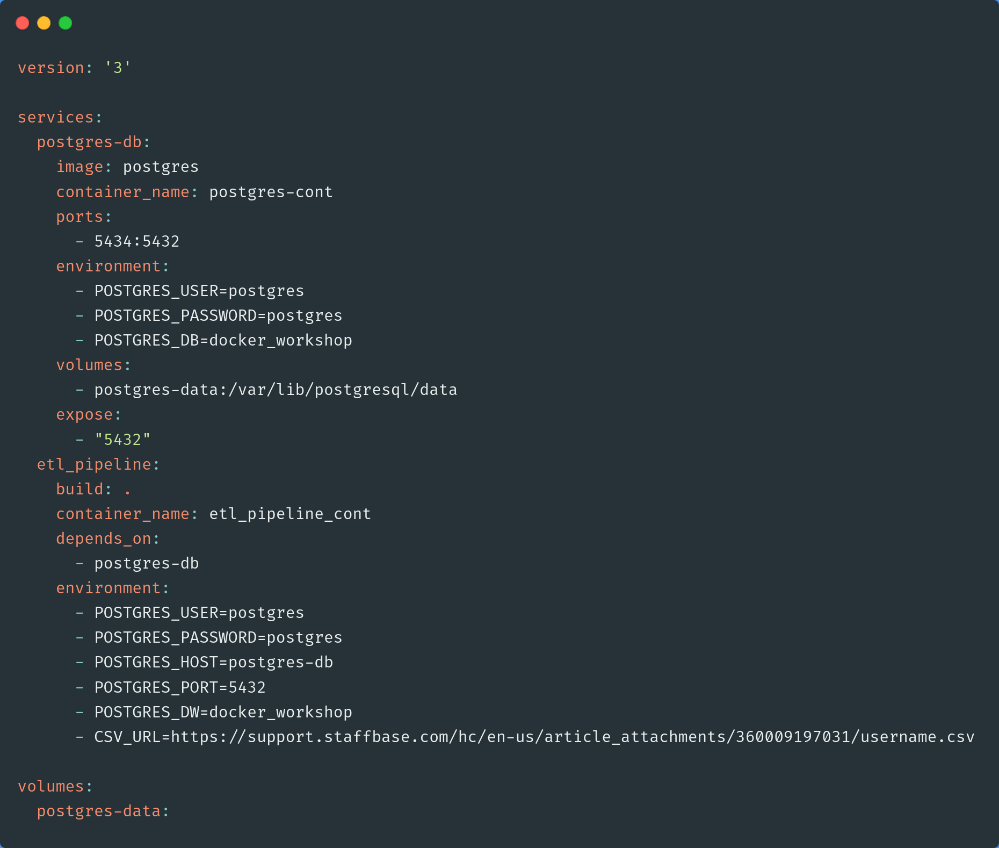 version: '3'

services:
  postgres-db:
    image: postgres
    container_name: postgres-cont
    ports:
      - 5434:5432
    environment:
      - POSTGRES_USER=postgres
      - POSTGRES_PASSWORD=postgres
      - POSTGRES_DB=docker_workshop
    volumes:
      - postgres-data:/var/lib/postgresql/data
    expose:
      - "5432"
  etl_pipeline:
    build: .
    container_name: etl_pipeline_cont
    depends_on:
      - postgres-db
    environment:
      - POSTGRES_USER=postgres
      - POSTGRES_PASSWORD=postgres
      - POSTGRES_HOST=postgres-db
      - POSTGRES_PORT=5432
      - POSTGRES_DW=docker_workshop
      - CSV_URL=https://support.staffbase.com/hc/en-us/article_attachments/360009197031/username.csv

volumes:
  postgres-data: